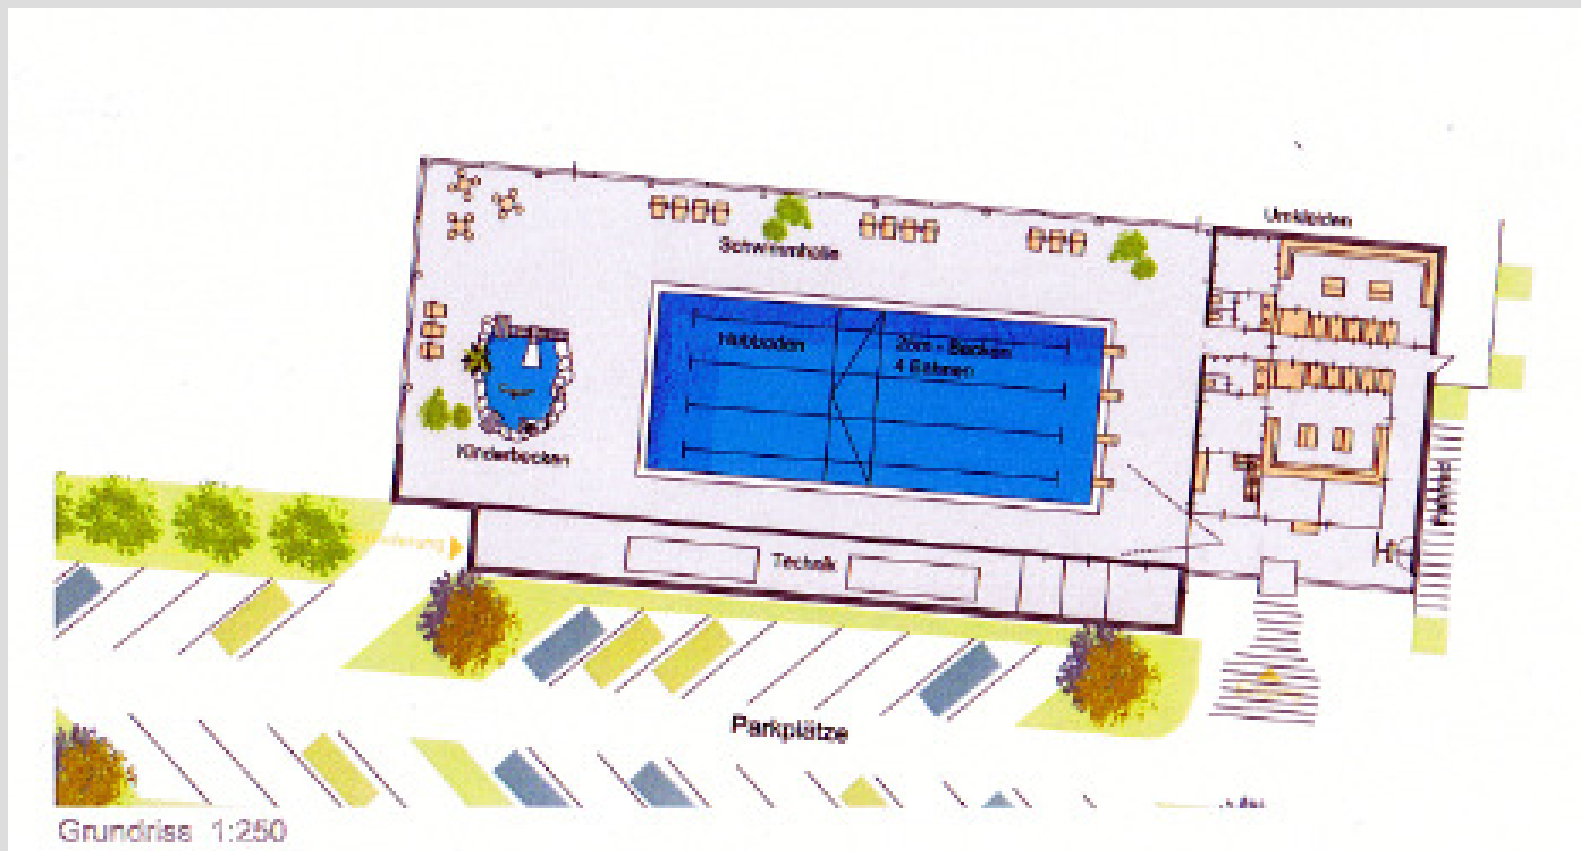 Umkleiden
Schwimmhalle
Hubboden
25m - Becken
4 Bahnen
Kinderbecken
Technik
Parkplätze
Grundriss 1:250